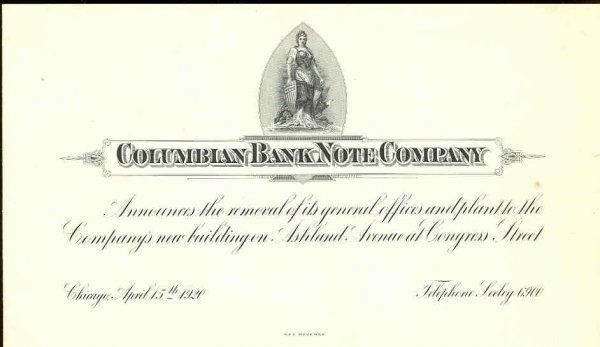 COLUMBIAN BANK NOTE COMPANY
Announces the removal of its general offices and plant to the
Company's new building on Ashland Avenue at Congress Street
Chicago, April 15th 1920
Telephone Seeley 6900